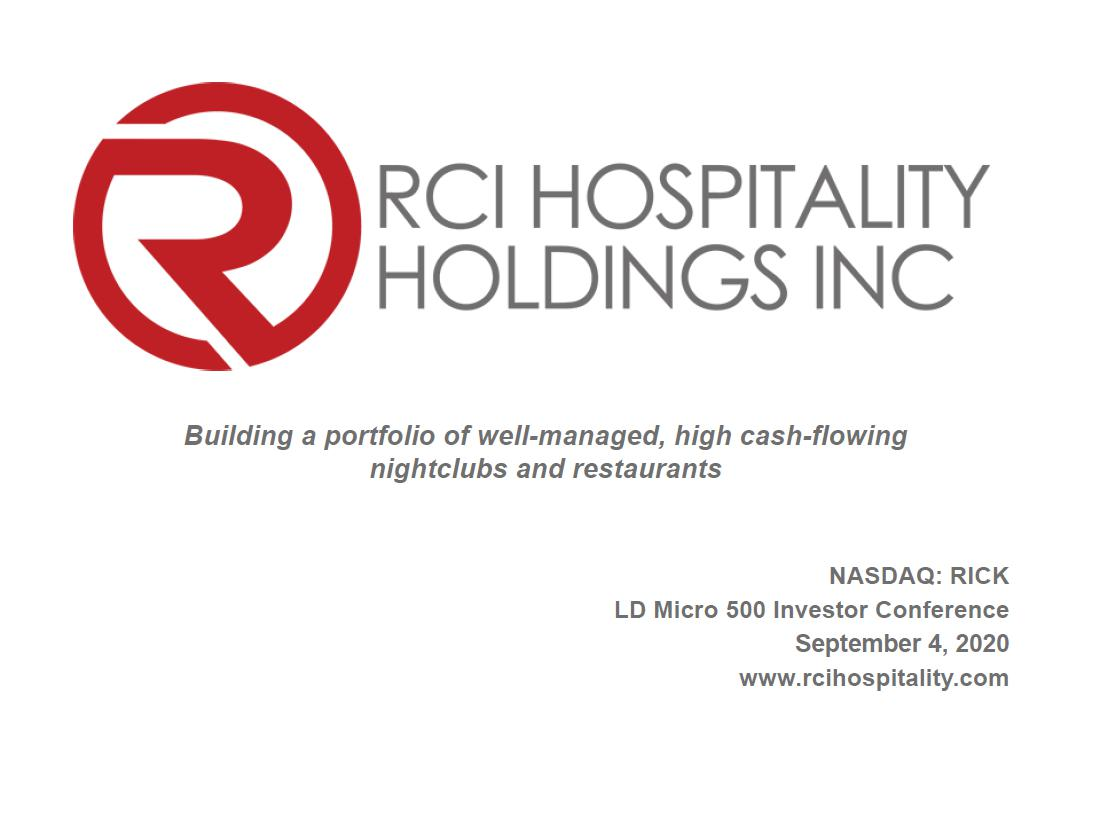 RCI HOSPITALITY
HOLDINGS INC
Building a portfolio of well-managed, high cash-flowing
nightclubs and restaurants
NASDAQ: RICK
LD Micro 500 Investor Conference
September 4, 2020
www.rcihospitality.com